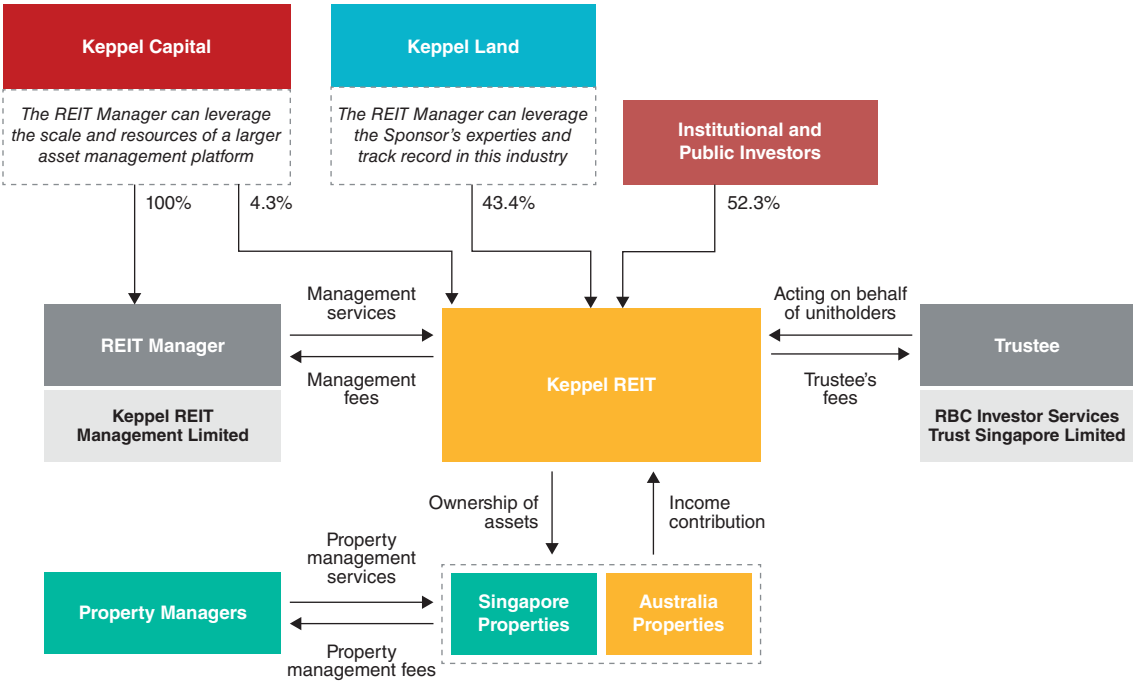 Keppel Capital
The REIT Manager can leverage
the scale and resources of a larger
asset management platform
Keppel Land
The REIT Manager can leverage
the Sponsor's experties and
track record in this industry
Institutional and
Public Investors
100%
4.3%
43.4%
52.3%
REIT Manager
Keppel REIT
Management Limited
Management
services
Management
fees
Keppel REIT
Acting on behalf
of unitholders
Trustee's
fees
Trustee
RBC Investor Services
Trust Singapore Limited
Ownership of
assets
Income
contribution
Property Managers
Property
management
services
Property
management fees
Singapore
Properties
Australia
Properties